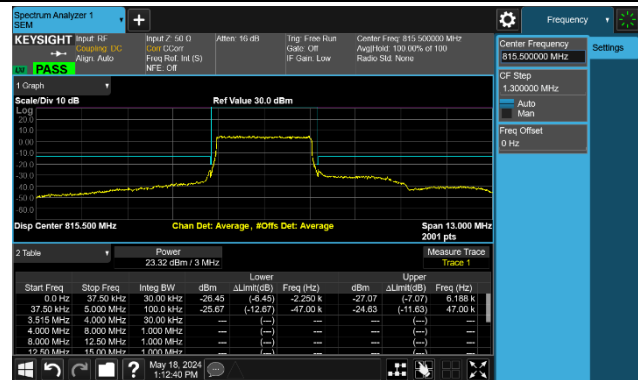 Spectrum Analyzer 1
SEM
Frequency
KEYSIGHT
Input: RF
Coupling: DC
Align: Auto
Input Z: 50 Ω
Corr CCorr
Freq Ref: Int (S)
NFE: Off
Atten: 16 dB
Trig: Free Run
Gate: Off
IF Gain: Low
Center Freq: 815.500000 MHz
Avg|Hold: 100.00% of 100
Radio Std: None
PASS
Center Frequency
815.500000 MHz
Settings
CF Step
1.300000 MHz
Auto
Man
Freq Offset
0 Hz
1 Graph
Scale/Div 10 dB
Ref Value 30.0 dBm
Log
20.0
10.0
0.00
-10.0
-20.0
-30.0
-40.0
-50.0
-60.0
Disp Center 815.500 MHz
Chan Det: Average, #Offs Det: Average
Span 13.000 MHz
2001 pts
2 Table
Power
23.32 dBm / 3 MHz
Measure Trace
Trace 1
Lower Upper
Start Freq Stop Freq Integ BW dBm ΔLimit(dB) Freq (Hz) dBm ΔLimit(dB) Freq (Hz)
0.0 Hz 37.50 kHz 30.00 kHz -26.45 (-6.45) -2.250 k -27.07 (-7.07) 6.188 k
37.50 kHz 5.000 MHz 100.0 kHz -25.67 (-12.67) -47.00 k -24.63 (-11.63) 47.00 k
3.515 MHz 4.000 MHz 30.00 kHz --- (---) --- --- (---) ---
4.000 MHz 8.000 MHz 1.000 MHz --- (---) --- --- (---) ---
8.000 MHz 12.50 MHz 1.000 MHz --- (---) --- --- (---) ---
12.50 MHz 15.00 MHz 1.000 MHz --- (---) --- --- (---) ---
May 18, 2024
1:12:40 PM